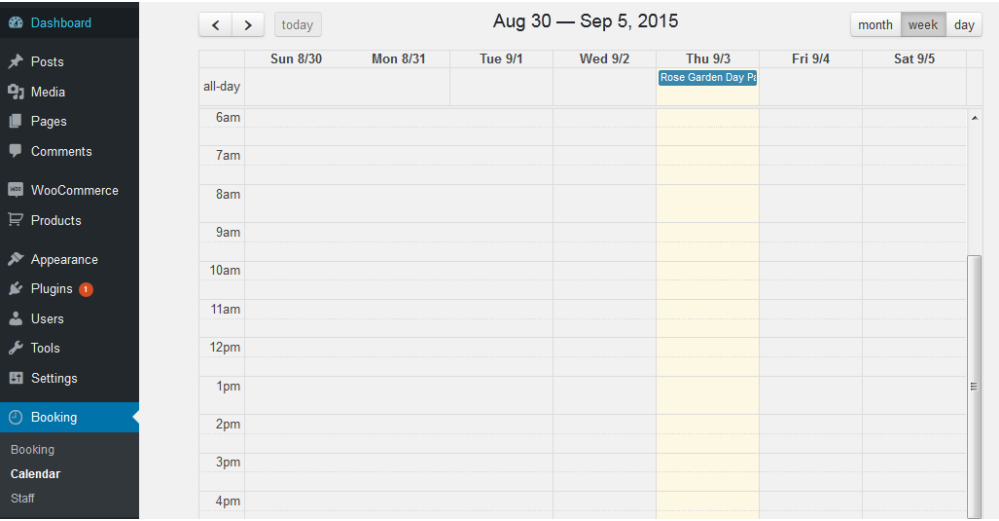 Dashboard
Posts
Media
Pages
Comments
WooCommerce
Products
Appearance
Plugins 1
Users
Tools
Settings
Booking
Booking
Calendar
Staff
today
Aug 30 — Sep 5, 2015
month week day
Sun 8/30 Mon 8/31 Tue 9/1 Wed 9/2 Thu 9/3 Fri 9/4 Sat 9/5
all-day Rose Garden Day Pa
6am
7am
8am
9am
10am
11am
12pm
1pm
2pm
3pm
4pm